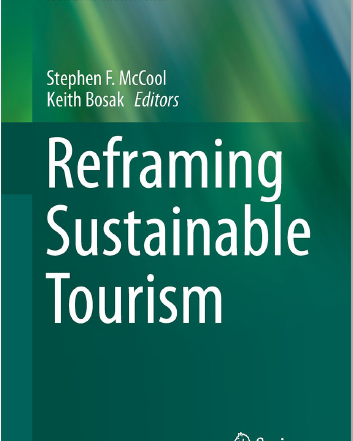 Stephen F. McCool
Keith Bosak Editors
Reframing
Sustainable
Tourism